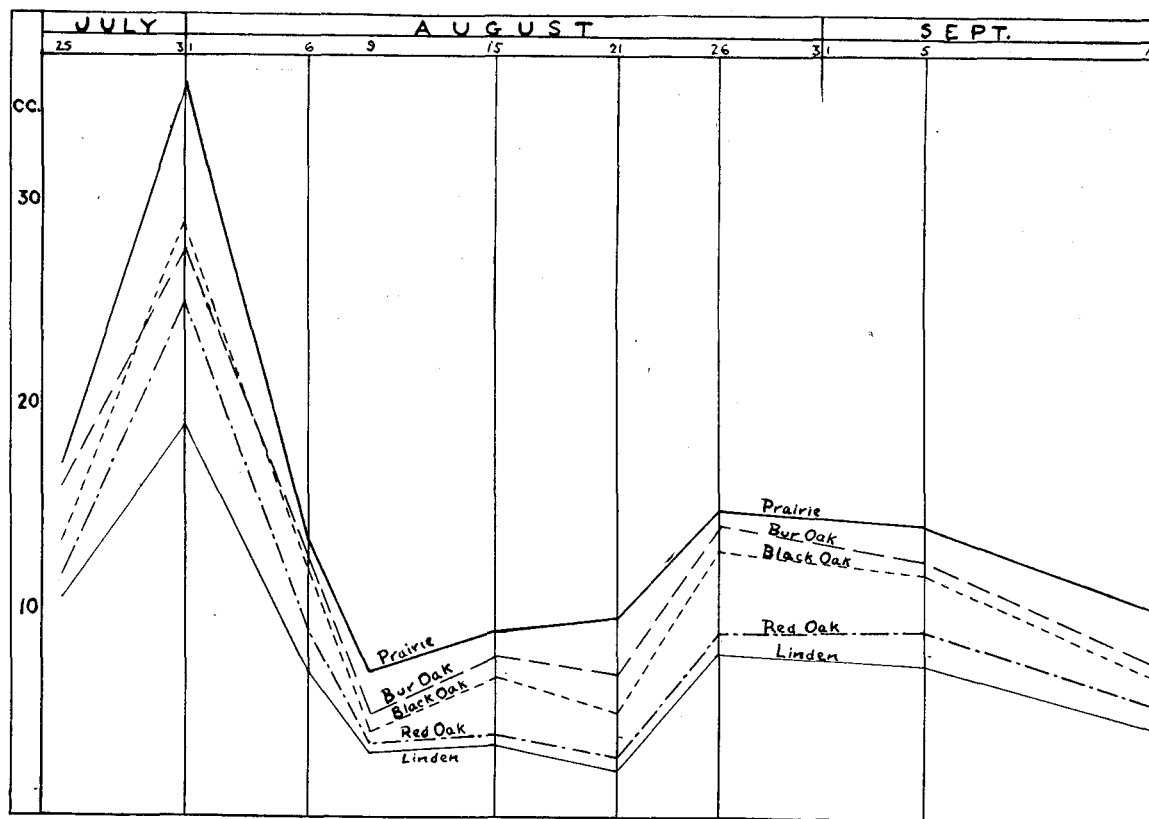 JULY AUGUST SEPT.
25 31 6 9 15 21 26 31 5
CC.
30
20
10
Prairie
Bur Oak
Black Oak
Red Oak
Linden
Prairie
Bur Oak
Black Oak
Red Oak
Linden